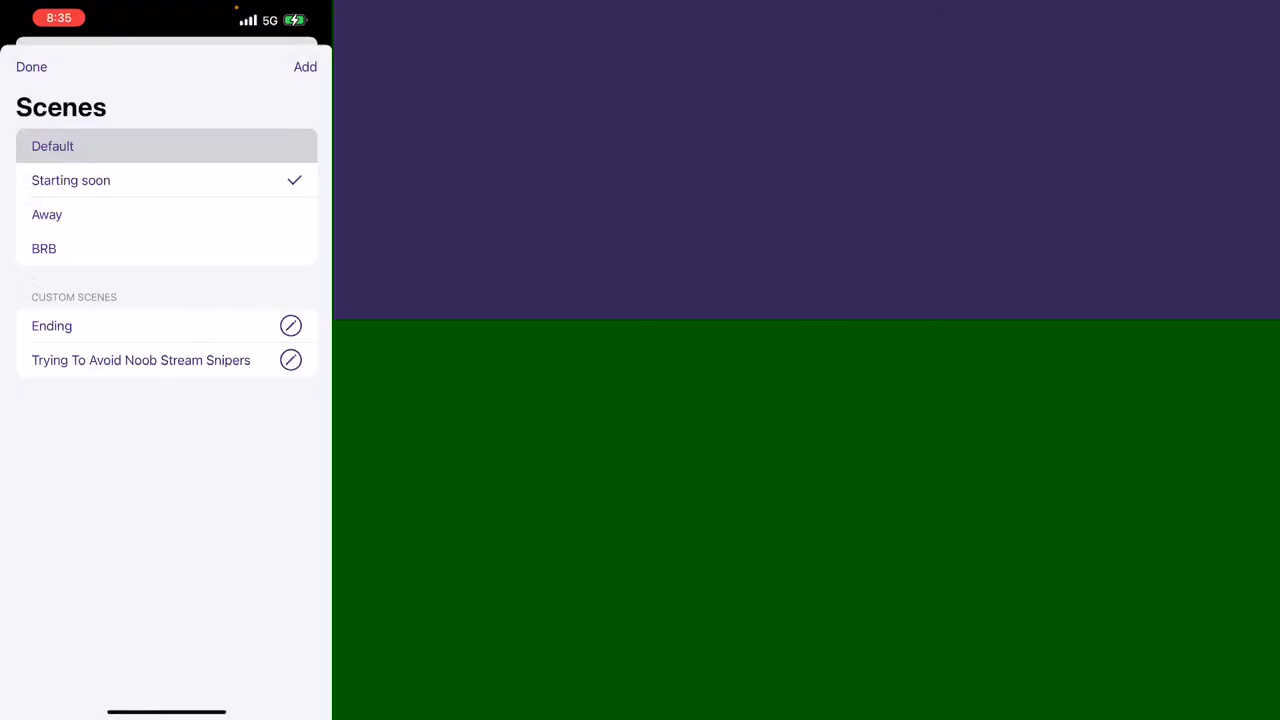 8:35
5G
Done
Add
Scenes
Default
Starting soon
Away
BRB
CUSTOM SCENES
Ending
Trying To Avoid Noob Stream Snipers